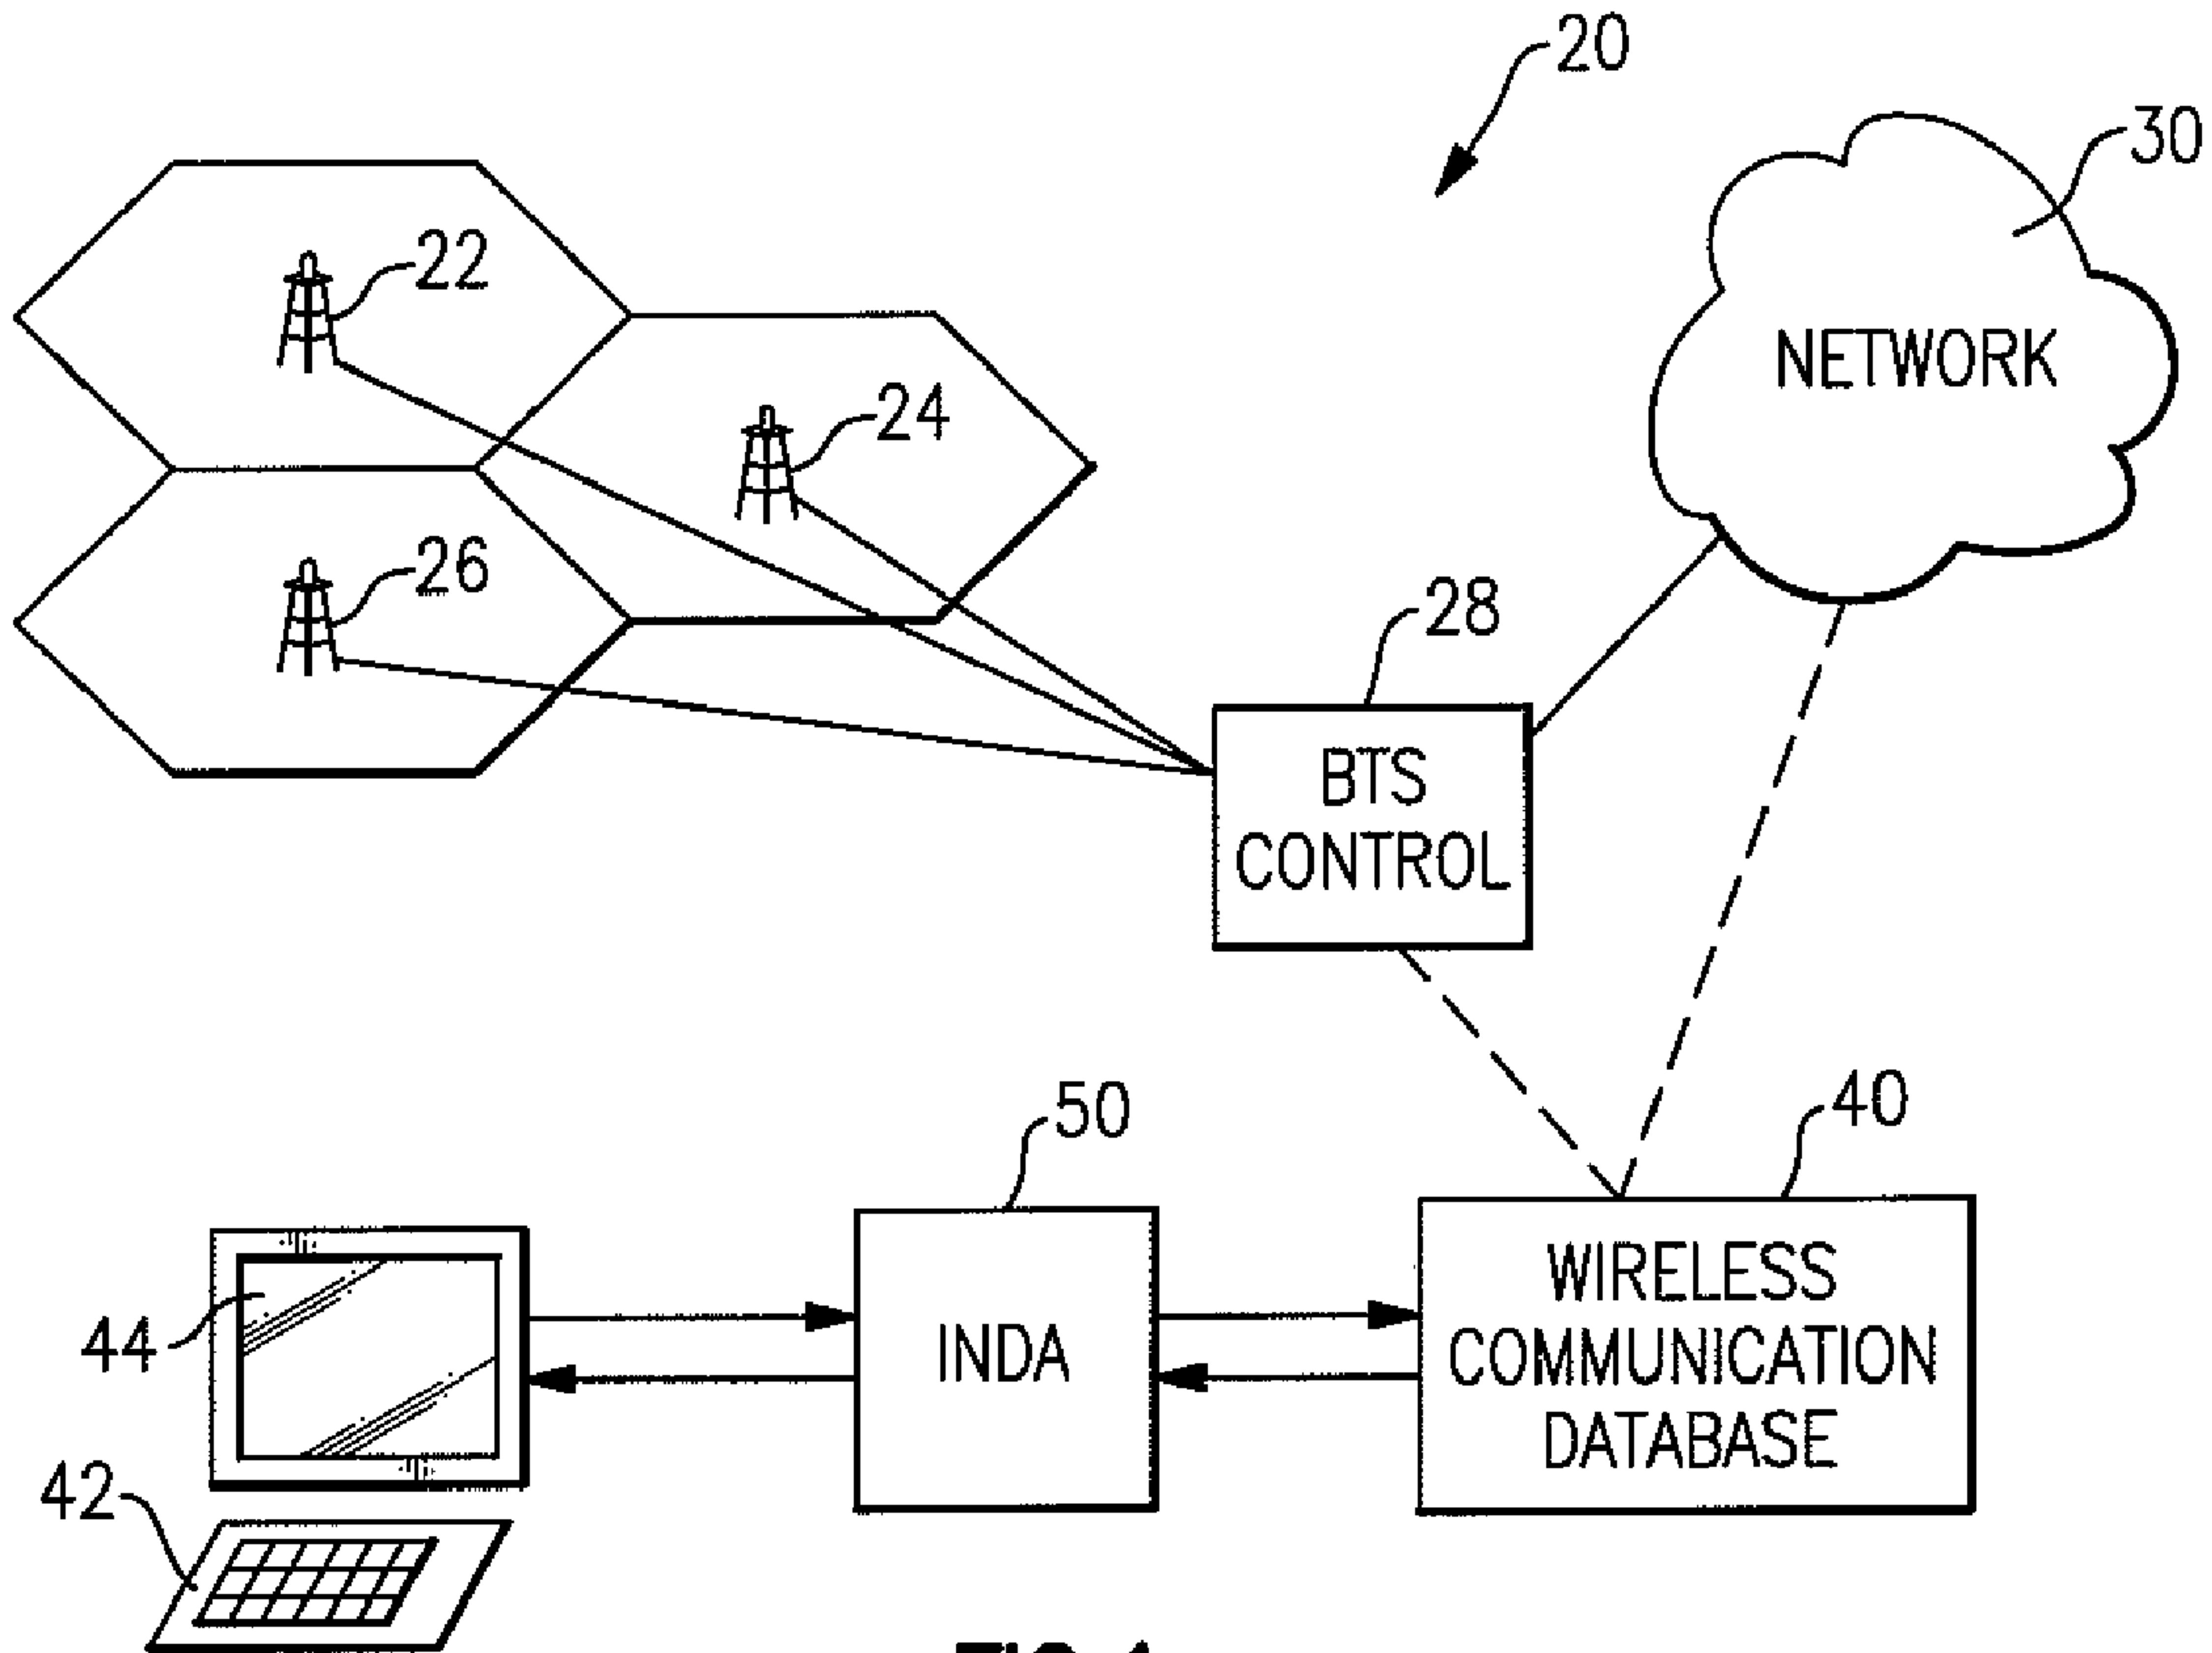 20
30
22
NETWORK
24
26
28
BTS
CONTROL
50
40
WIRELESS
COMMUNICATION
DATABASE
44
INDA
42